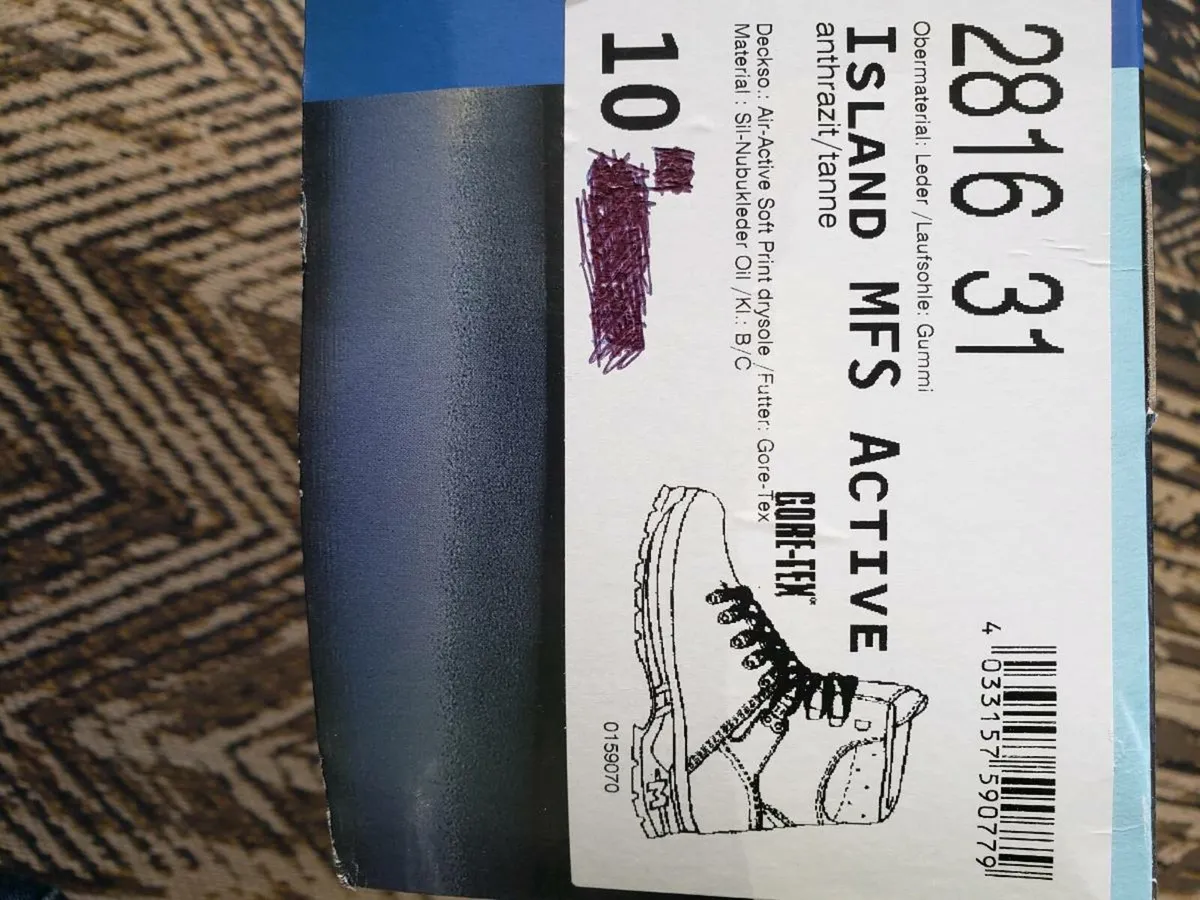 2816 31
4 033157 590779
Obermaterial: Leder /Laufsohle: Gummi
ISLAND MFS ACTIVE
anthrazit/tanne
GORE-TEX
Deckso.: Air-Active Soft Print drysole /Futter: Gore-Tex
Material : Sil-Nubukleder Oil /Kl.: B/C
10
0159070
M